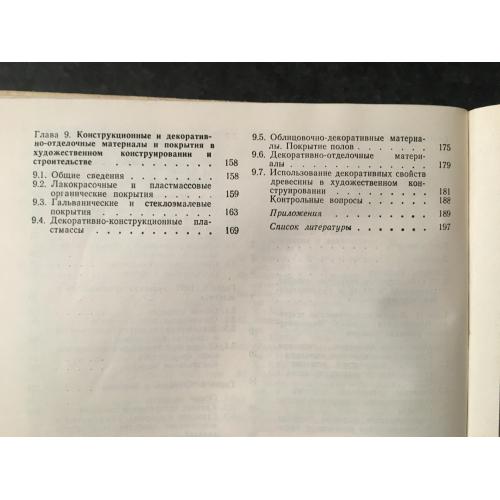 Глава 9. Конструкционные и декоратив-
но-отделочные материалы и покрытия в
художественном конструировании и
строительстве . . . . . . . . . . . 158
9.1. Общие сведения . . . . . . . . 158
9.2. Лакокрасочные и пластмассовые
органические покрытия . . . . . . . 159
9.3. Гальванические и стеклоэмалевые
покрытия . . . . . . . . . . . . 163
9.4. Декоративно-конструкционные пла-
стмассы . . . . . . . . . . . . 169
9.5. Облицовочно-декоративные материа-
лы. Покрытие полов . . . . . . . . 175
9.6. Декоративно-отделочные матери-
алы . . . . . . . . . . . . . . 179
9.7. Использование декоративных свойств
древесины в художественном кон-
струировании . . . . . . . . . . . 181
Контрольные вопросы . . . . . . . 188
Приложения . . . . . . . . . . . 189
Список литературы . . . . . . . . 197